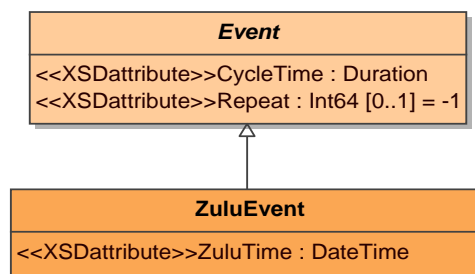 Event
<<XSDattribute>>CycleTime : Duration
<<XSDattribute>>Repeat : Int64 [0..1] = -1
ZuluEvent
<<XSDattribute>>ZuluTime : DateTime